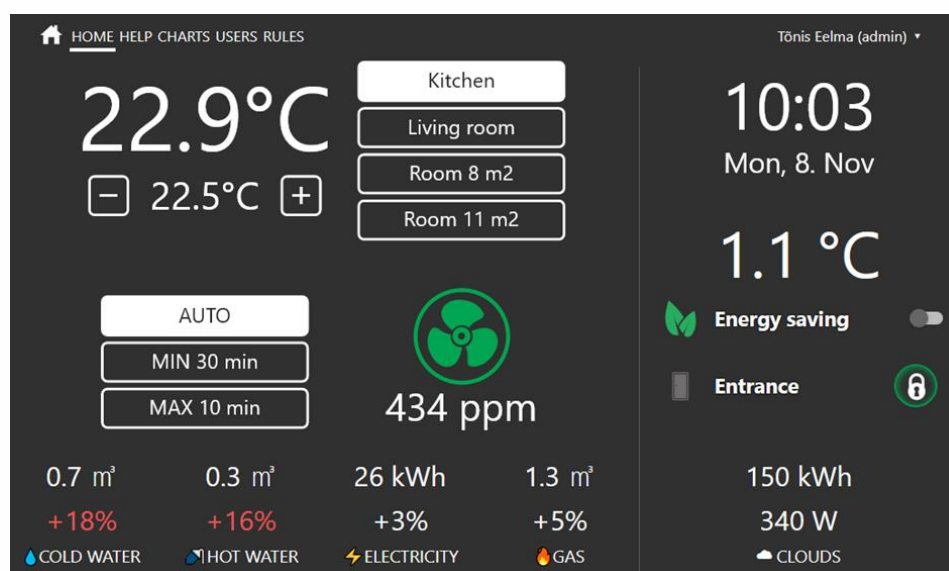 HOME HELP CHARTS USERS RULES
Tõnis Eelma (admin)
22.9°C
22.5°C
Kitchen
Living room
Room 8 m2
Room 11 m2
10:03
Mon, 8. Nov
1.1 °C
Energy saving
Entrance
AUTO
MIN 30 min
MAX 10 min
434 ppm
0.7 m³ 0.3 m³ 26 kWh 1.3 m³
+18% +16% +3% +5%
COLD WATER HOT WATER ELECTRICITY GAS
150 kWh
340 W
CLOUDS